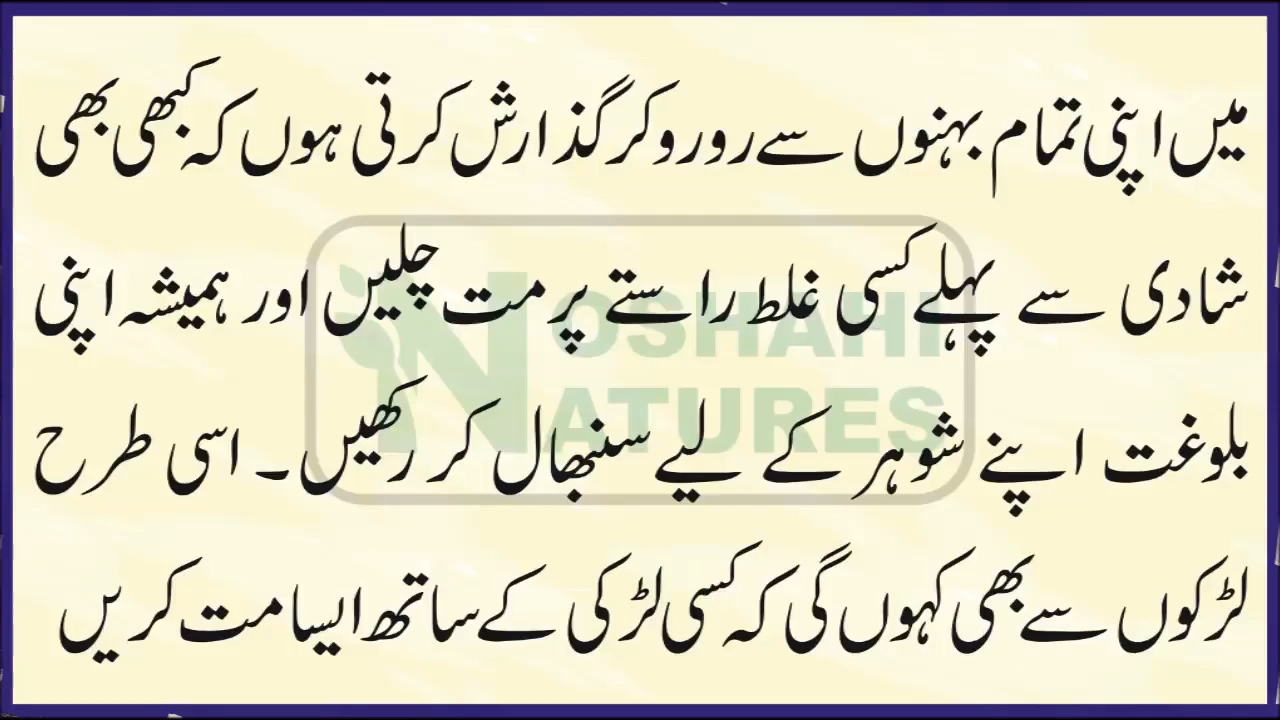 میں اپنی تمام بہنوں سے رو رو کر گذارش کرتی ہوں کہ کبھی بھی
شادی سے پہلے کسی غلط راستے پر مت چلیں اور ہمیشہ اپنی
بلوغت اپنے شوہر کے لیے سنبھال کر رکھیں۔ اسی طرح
لڑکوں سے بھی کہوں گی کہ کسی لڑکی کے ساتھ ایسا مت کریں
NOSHAHI
NATURES